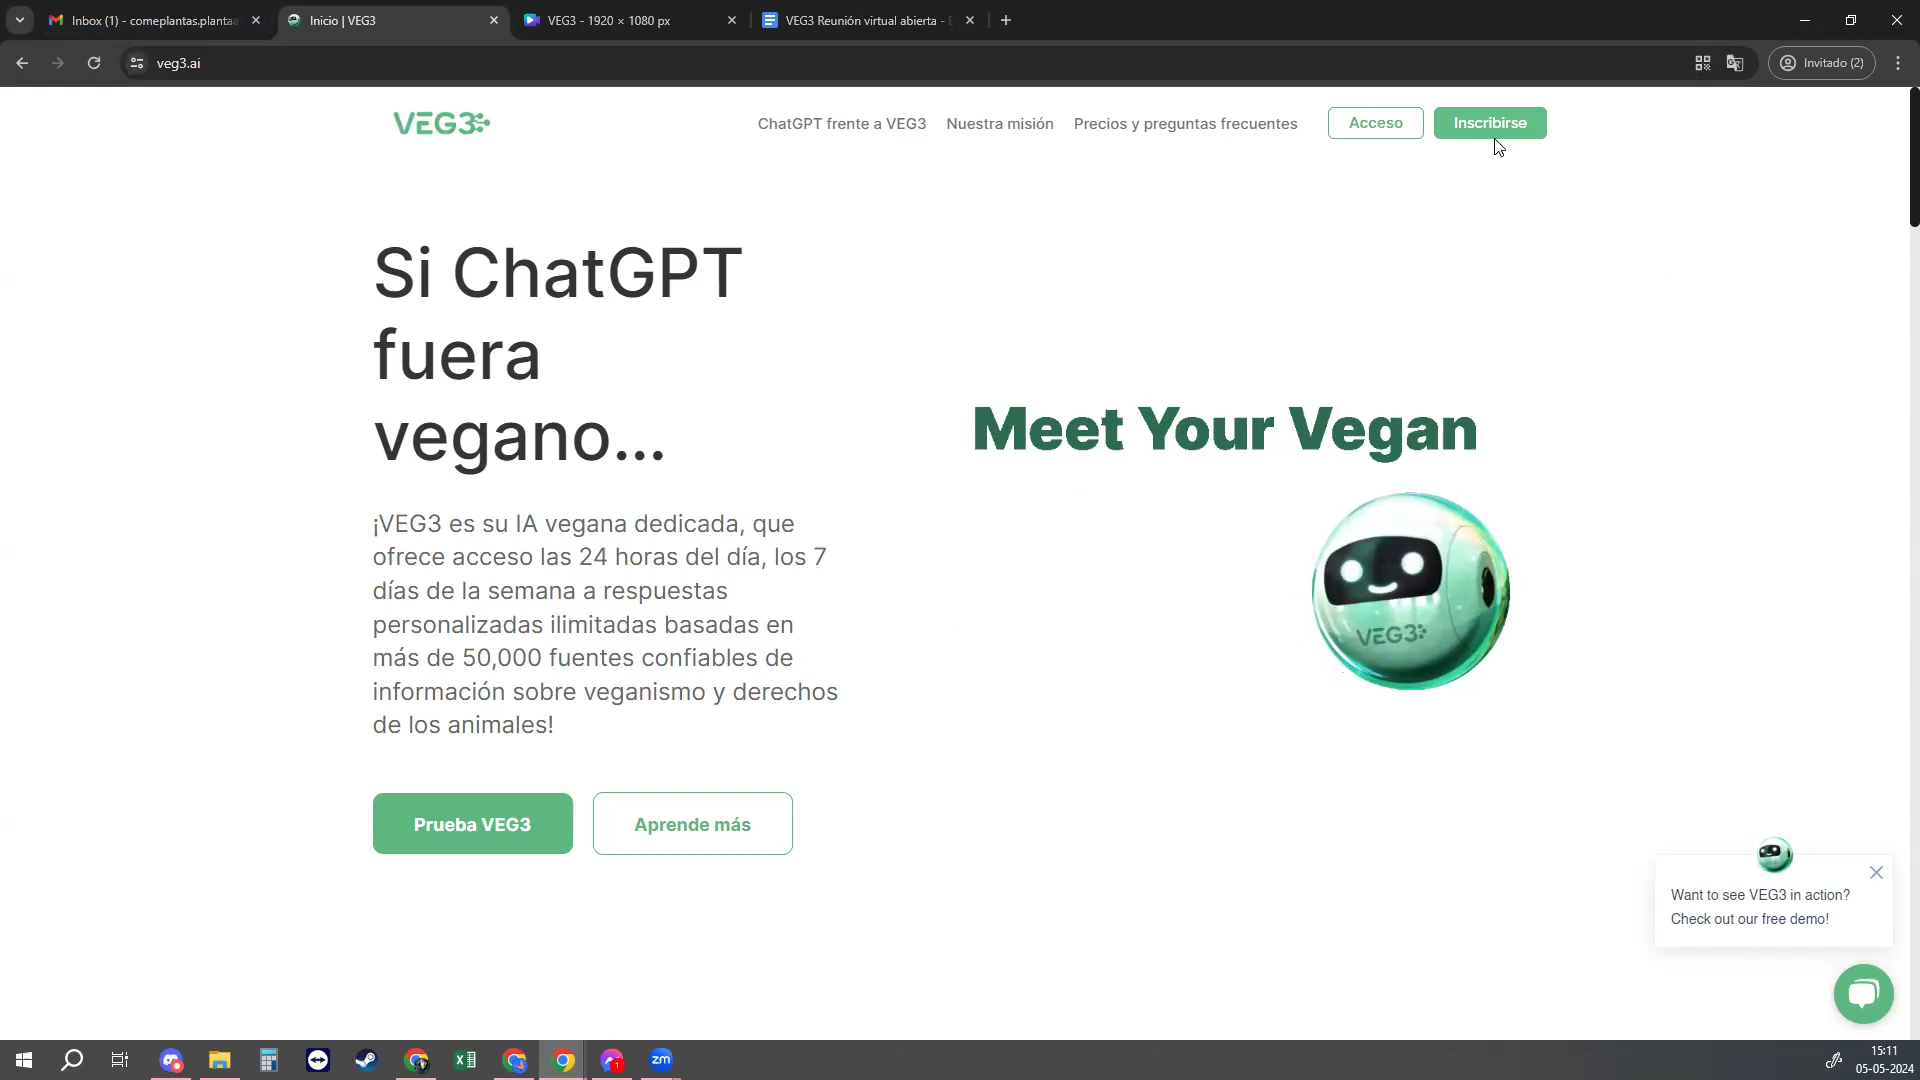 Inbox (1) - comeplantas.planta
Inicio | VEG3
VEG3 - 1920 × 1080 px
VEG3 Reunión virtual abierta -
veg3.ai
Invitado (2)
VEG3
ChatGPT frente a VEG3
Nuestra misión
Precios y preguntas frecuentes
Acceso
Inscribirse
Si ChatGPT
fuera
vegano...
¡VEG3 es su IA vegana dedicada, que
ofrece acceso las 24 horas del día, los 7
días de la semana a respuestas
personalizadas ilimitadas basadas en
más de 50,000 fuentes confiables de
información sobre veganismo y derechos
de los animales!
Prueba VEG3
Aprende más
Meet Your Vegan
VEG3
Want to see VEG3 in action?
Check out our free demo!
zm
1
15:11
05-05-2024